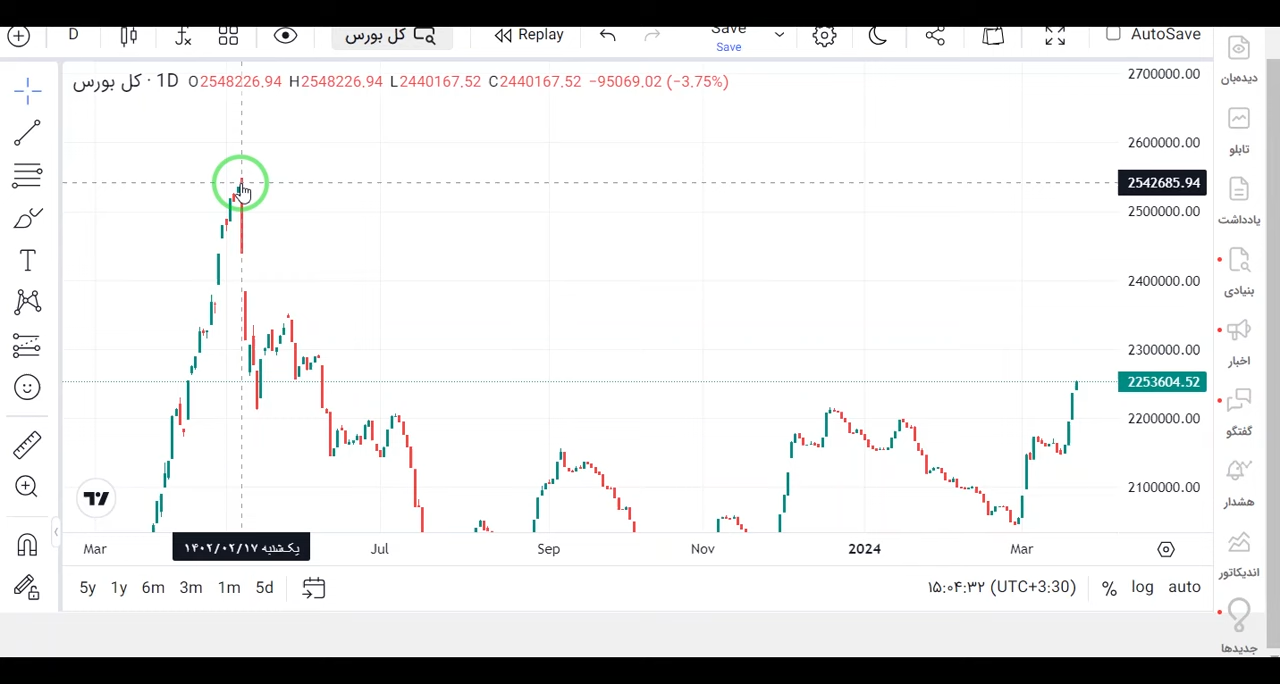 D
کل بورس
Replay
Save
Save
AutoSave
کل بورس · 1D O2548226.94 H2548226.94 L2440167.52 C2440167.52 −95069.02 (−3.75%)
2700000.00
2600000.00
2542685.94
2500000.00
2400000.00
2300000.00
2253604.52
2200000.00
2100000.00
Mar
یکشنبه ۱۴۰۲/۰۲/۱۷
Jul
Sep
Nov
2024
Mar
5y 1y 6m 3m 1m 5d
۱۵:۰۴:۳۲ (UTC+3:30)
%
log
auto
دیده‌بان
تابلو
یادداشت
بنیادی
اخبار
گفتگو
هشدار
اندیکاتور
جدیدها